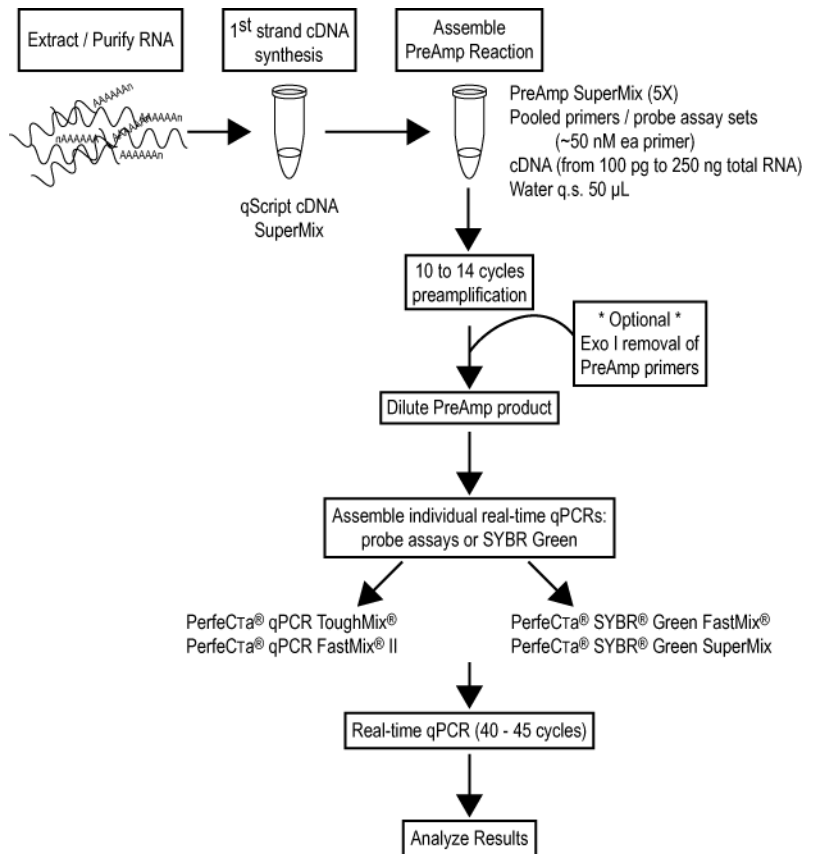 Extract / Purify RNA
1st strand cDNA
synthesis
Assemble
PreAmp Reaction
AAAAAAn
AAAAAAn
AAAAAAn
nAAAAAA
AAAAAAn
qScript cDNA
SuperMix
PreAmp SuperMix (5X)
Pooled primers / probe assay sets
(~50 nM ea primer)
cDNA (from 100 pg to 250 ng total RNA)
Water q.s. 50 µL
10 to 14 cycles
preamplification
* Optional *
Exo I removal of
PreAmp primers
Dilute PreAmp product
Assemble individual real-time qPCRs:
probe assays or SYBR Green
PerfeCTa® qPCR ToughMix®
PerfeCTa® qPCR FastMix® II
PerfeCTa® SYBR® Green FastMix®
PerfeCTa® SYBR® Green SuperMix
Real-time qPCR (40 - 45 cycles)
Analyze Results